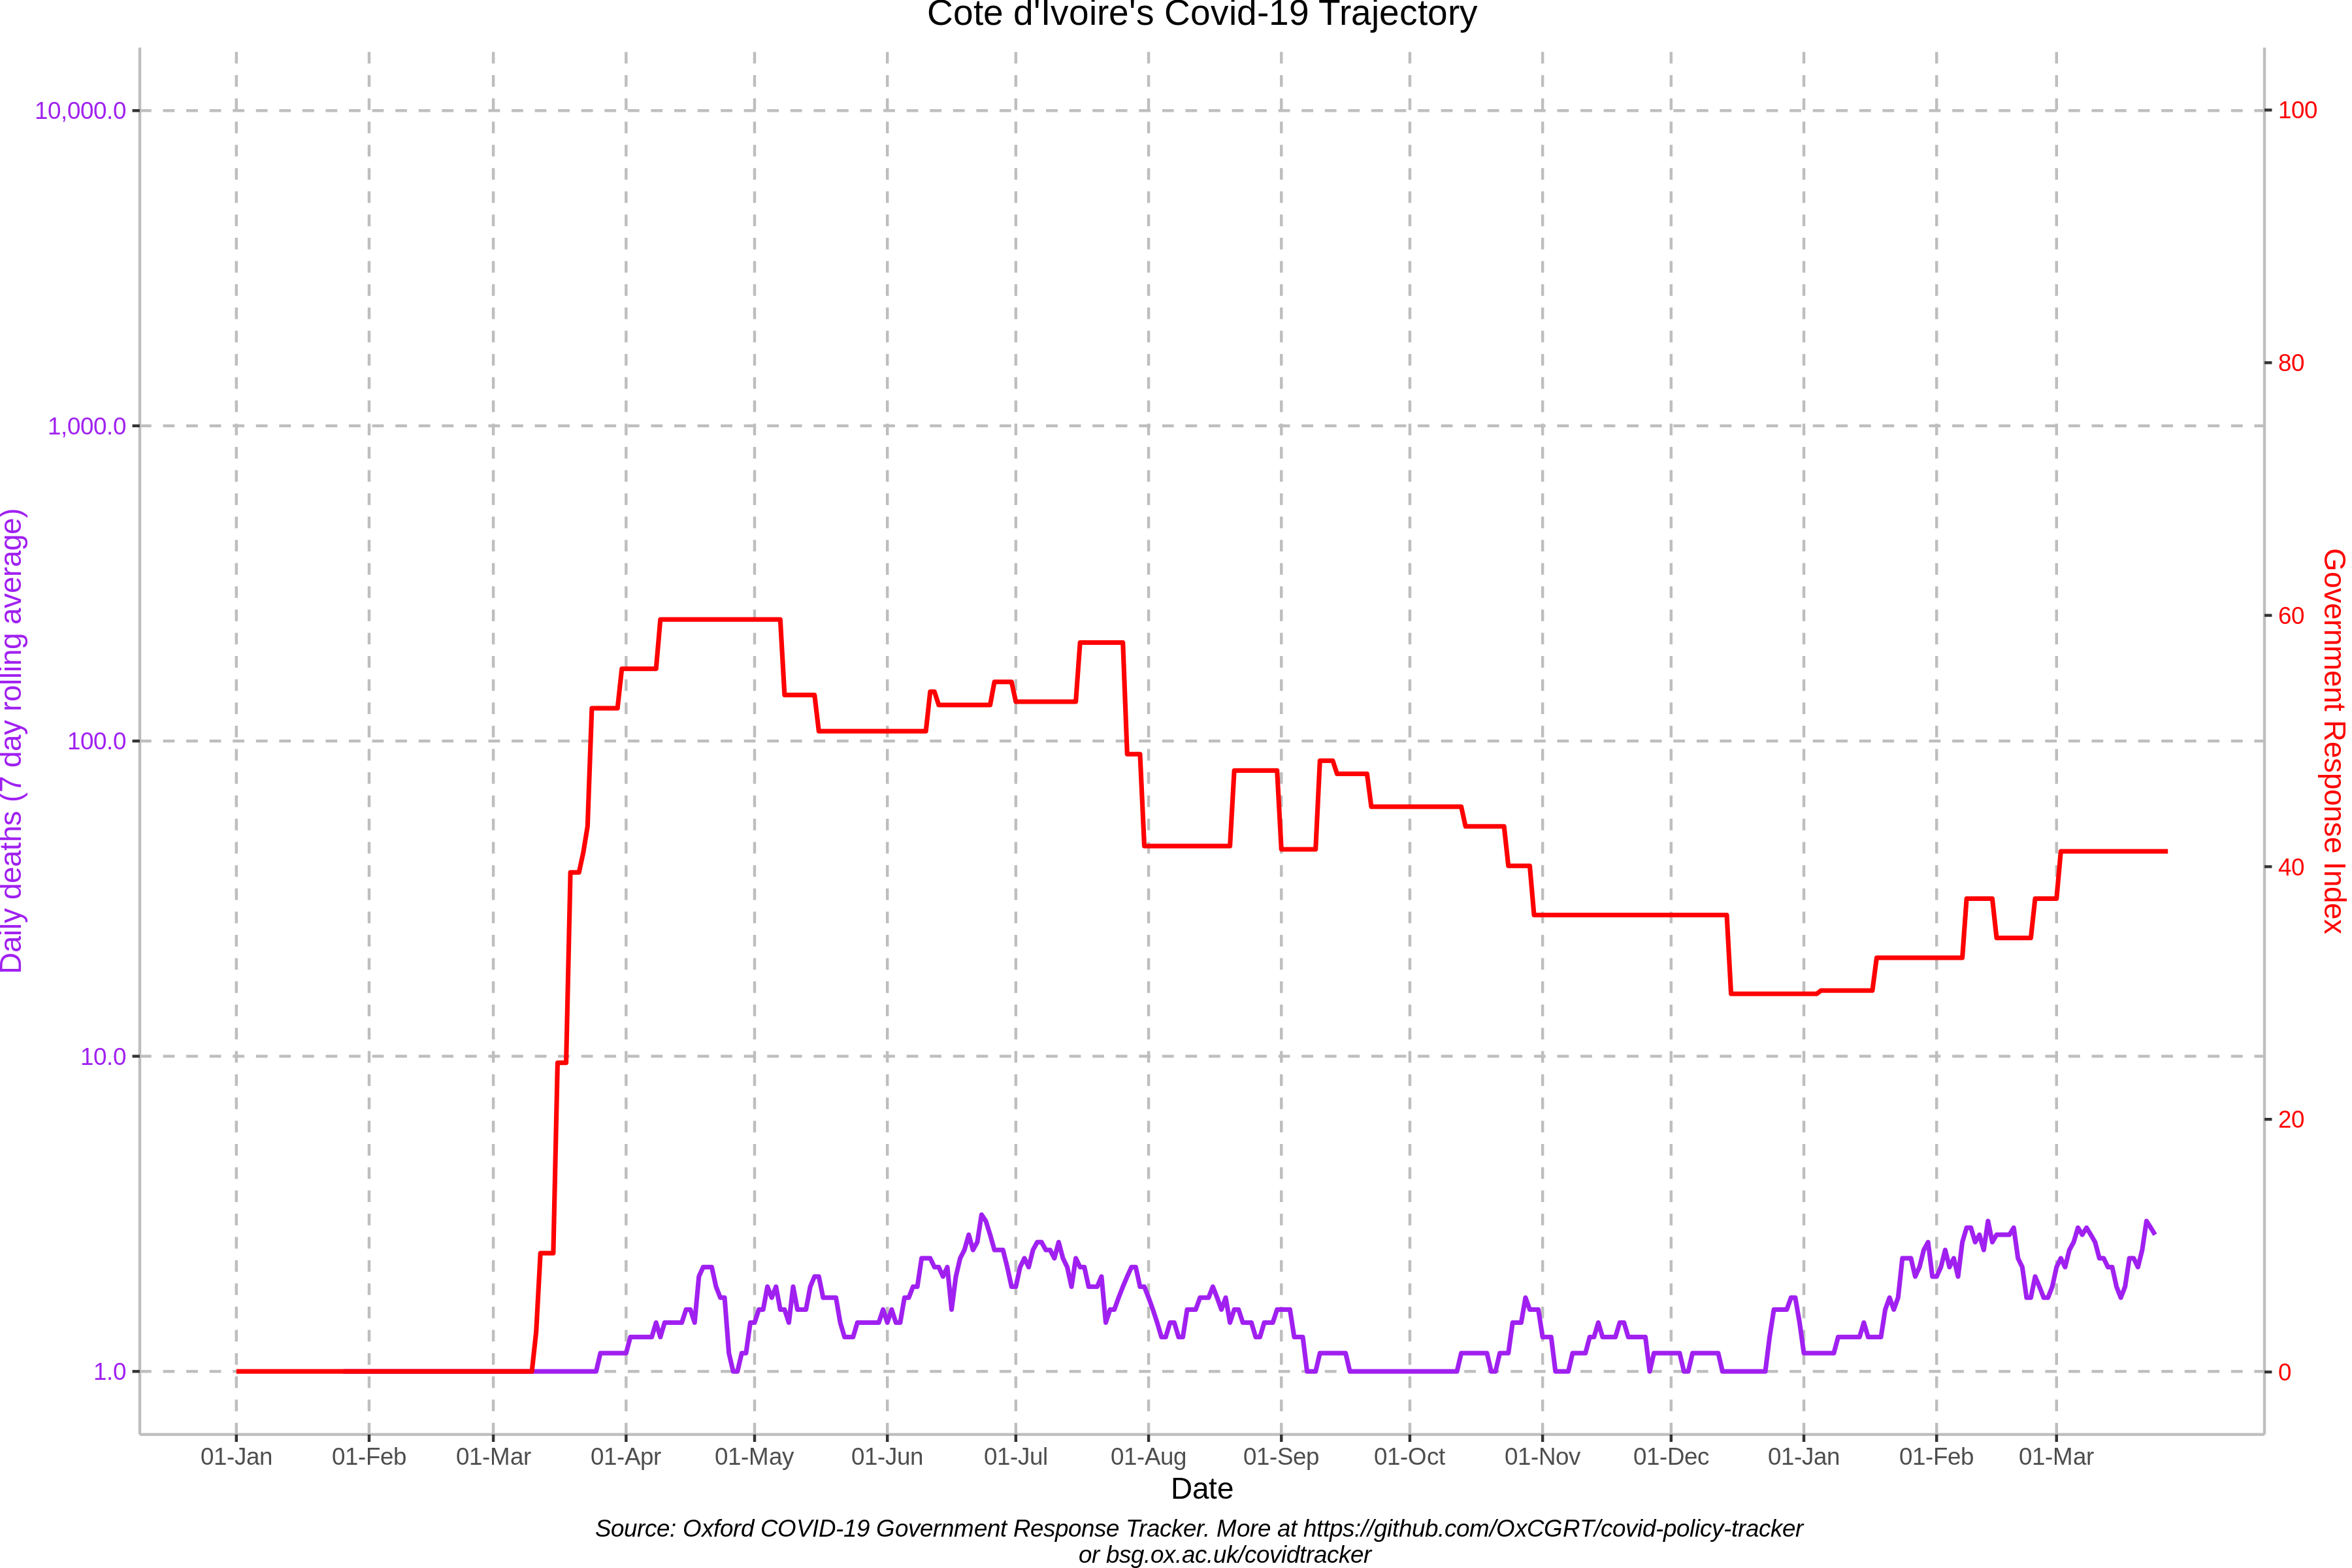 Cote d'Ivoire's Covid-19 Trajectory
10,000.0
1,000.0
100.0
10.0
1.0
Daily deaths (7 day rolling average)
100
80
60
40
20
0
Government Response Index
01-Jan 01-Feb 01-Mar 01-Apr 01-May 01-Jun 01-Jul 01-Aug 01-Sep 01-Oct 01-Nov 01-Dec 01-Jan 01-Feb 01-Mar
Date
Source: Oxford COVID-19 Government Response Tracker. More at https://github.com/OxCGRT/covid-policy-tracker
or bsg.ox.ac.uk/covidtracker